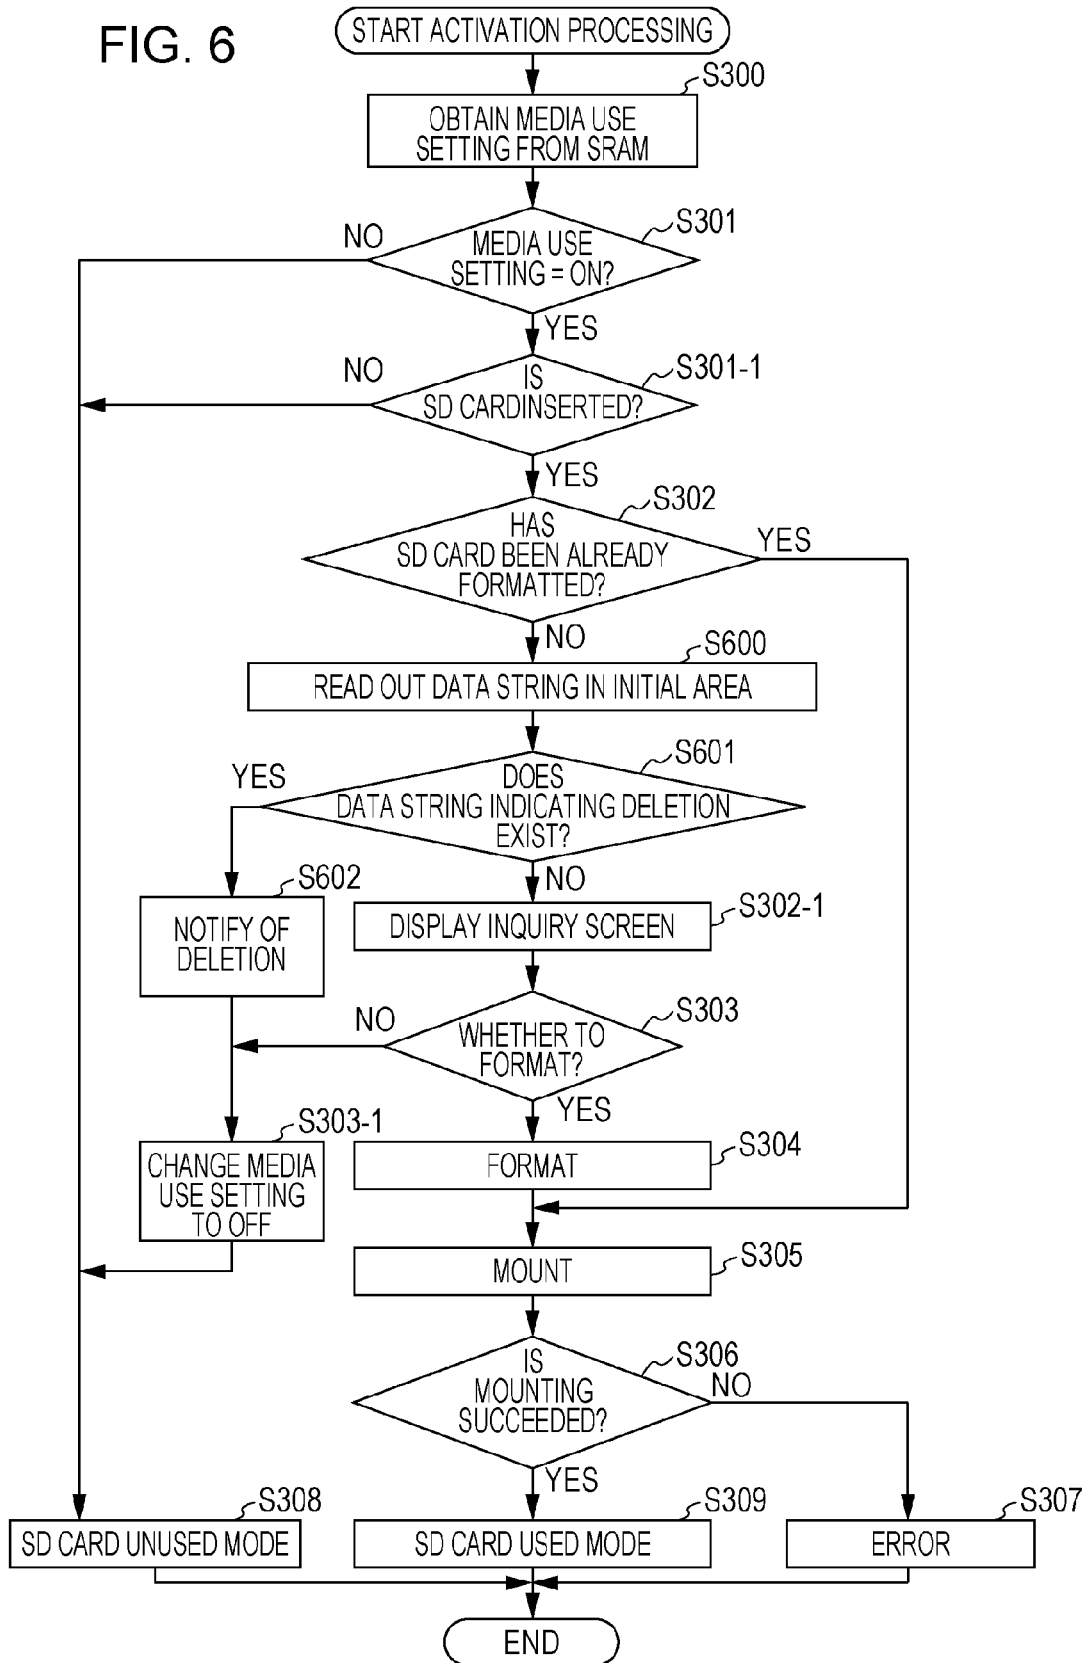 FIG. 6
START ACTIVATION PROCESSING
S300
OBTAIN MEDIA USE
SETTING FROM SRAM
S301
NO
MEDIA USE
SETTING = ON?
YES
S301-1
NO
IS
SD CARDINSERTED?
YES
S302
HAS
SD CARD BEEN ALREADY
FORMATTED?
YES
NO
S600
READ OUT DATA STRING IN INITIAL AREA
S601
YES
DOES
DATA STRING INDICATING DELETION
EXIST?
NO
S602
NOTIFY OF
DELETION
S302-1
DISPLAY INQUIRY SCREEN
S303
NO
WHETHER TO
FORMAT?
YES
S303-1
CHANGE MEDIA
USE SETTING
TO OFF
S304
FORMAT
S305
MOUNT
S306
IS
MOUNTING
SUCCEEDED?
NO
YES
S308
SD CARD UNUSED MODE
S309
SD CARD USED MODE
S307
ERROR
END